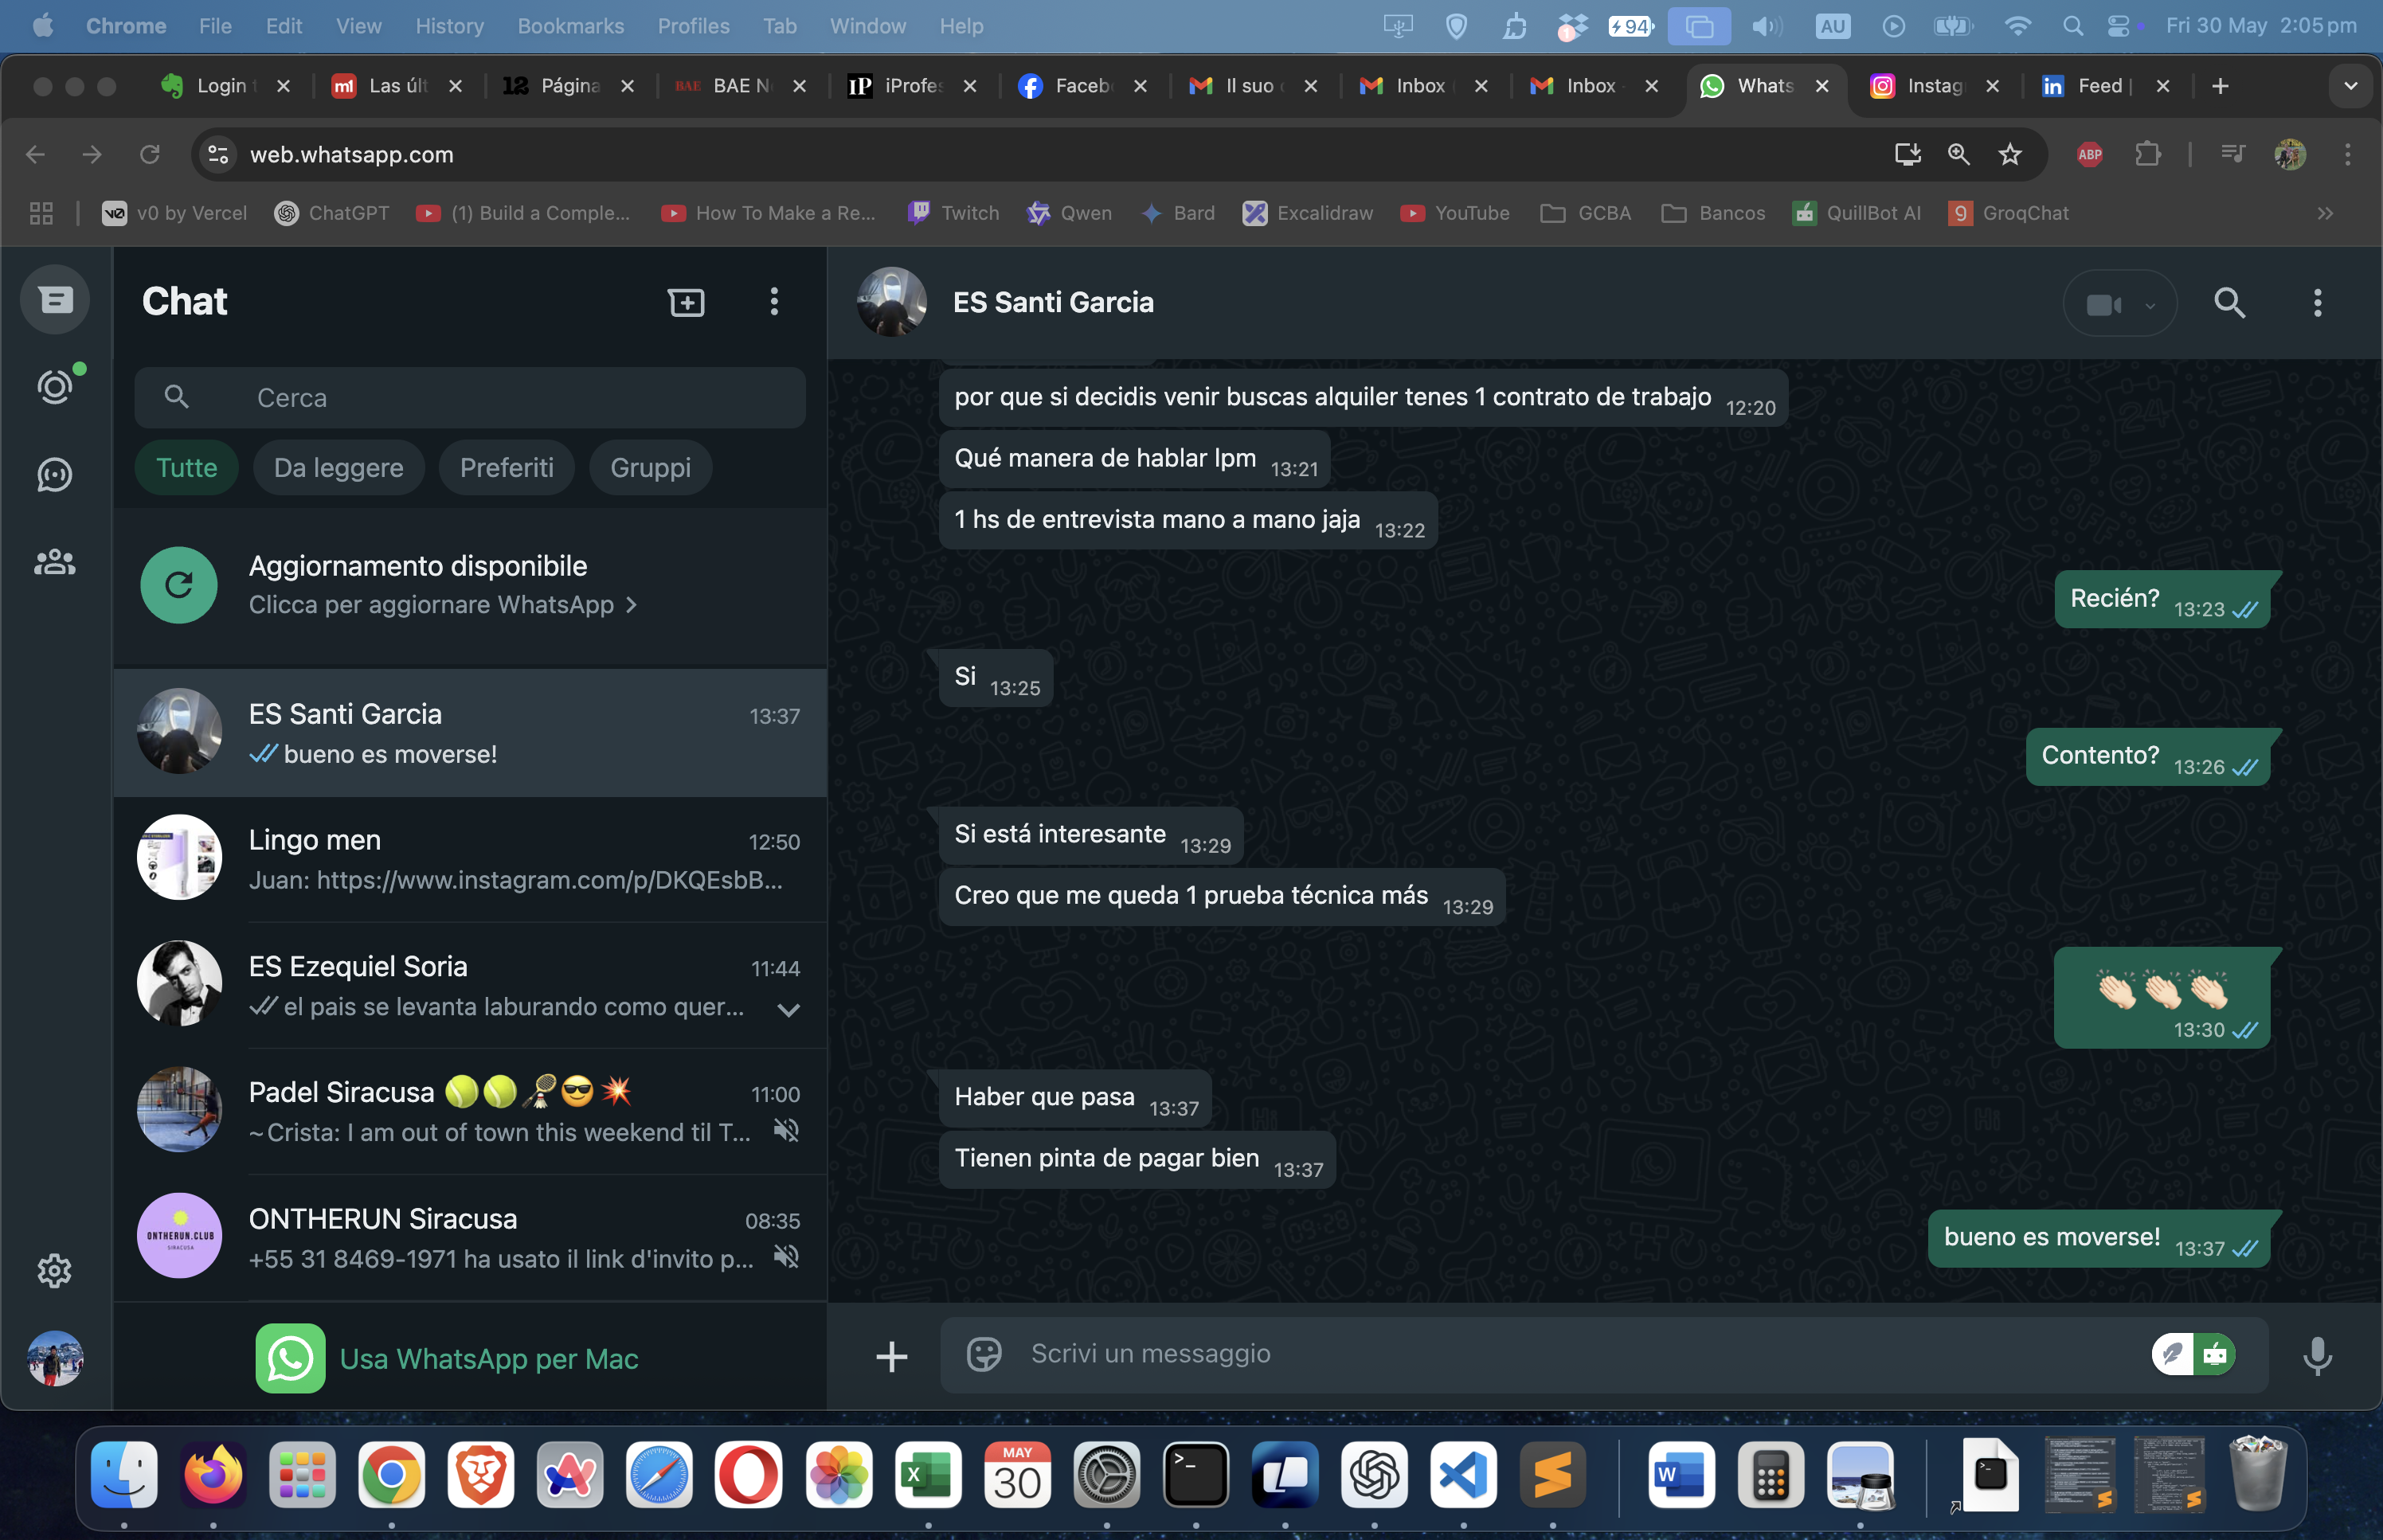 Chrome File Edit View History Bookmarks Profiles Tab Window Help 1 94 AU Fri 30 May 2:05 pm
Login m1 Las últ 12 Página BAE BAE N IP iProfes Faceb Il suo Inbox Inbox Whats Instag in Feed |
web.whatsapp.com ABP
v0 v0 by Vercel ChatGPT (1) Build a Comple... How To Make a Re... Twitch Qwen Bard Excalidraw YouTube GCBA Bancos QuillBot AI 9 GroqChat
Chat
Cerca
Tutte Da leggere Preferiti Gruppi
Aggiornamento disponibile
Clicca per aggiornare WhatsApp
ES Santi Garcia 13:37
bueno es moverse!
Lingo men 12:50
Juan: https://www.instagram.com/p/DKQEsbB...
ES Ezequiel Soria 11:44
el pais se levanta laburando como quer...
Padel Siracusa 🎾🎾🏸😎💥 11:00
~ Crista: I am out of town this weekend til T...
ONTHERUN.CLUB
SIRACUSA
ONTHERUN Siracusa 08:35
+55 31 8469-1971 ha usato il link d'invito p...
Usa WhatsApp per Mac
ES Santi Garcia
por que si decidis venir buscas alquiler tenes 1 contrato de trabajo 12:20
Qué manera de hablar lpm 13:21
1 hs de entrevista mano a mano jaja 13:22
Recién? 13:23
Si 13:25
Contento? 13:26
Si está interesante 13:29
Creo que me queda 1 prueba técnica más 13:29
👏🏻👏🏻👏🏻
13:30
Haber que pasa 13:37
Tienen pinta de pagar bien 13:37
bueno es moverse! 13:37
Scrivi un messaggio
X MAY
30
>_
W
>_